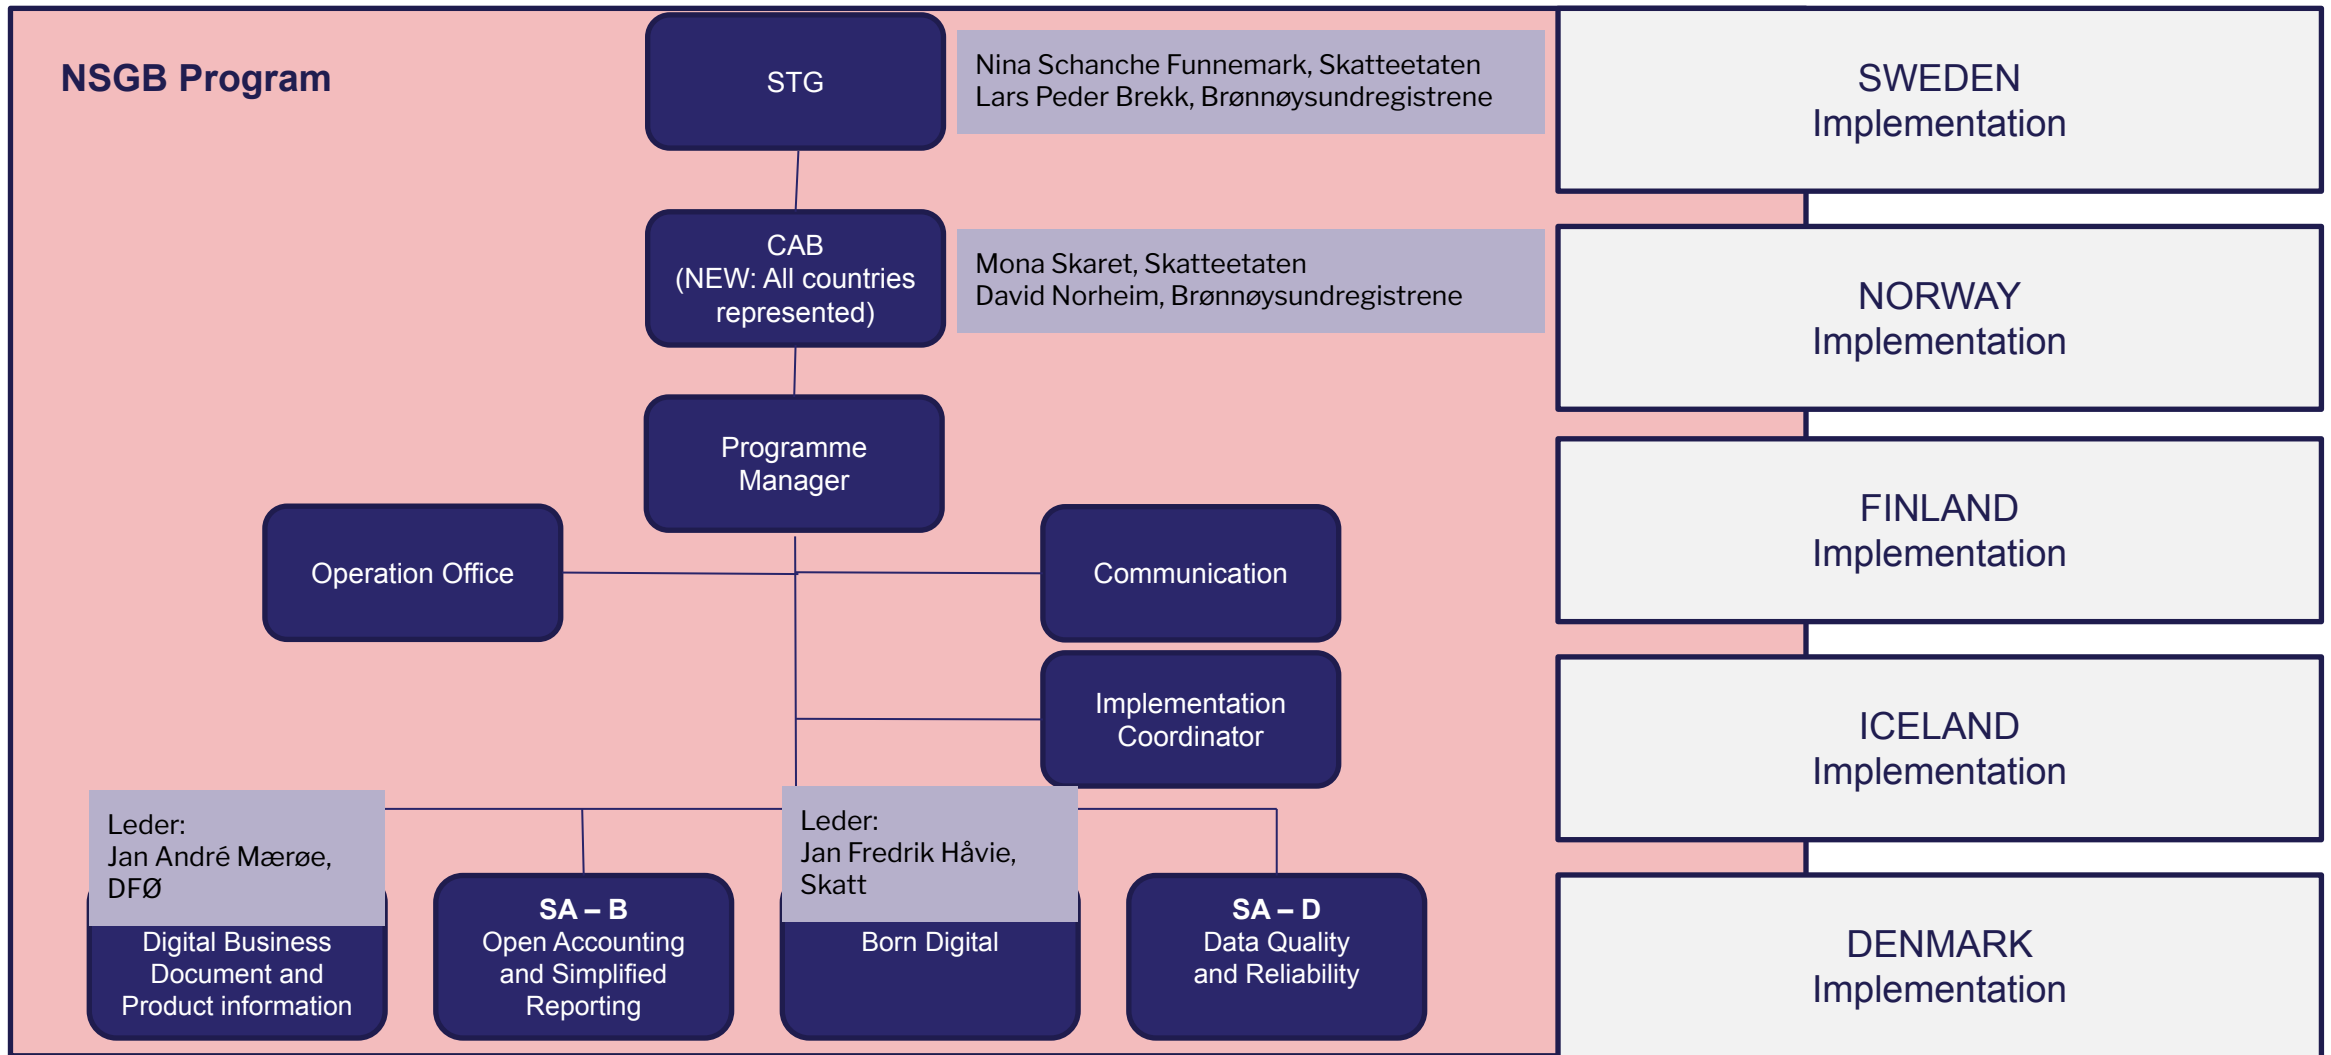 NSGB Program
STG
Nina Schanche Funnemark, Skatteetaten
Lars Peder Brekk, Brønnøysundregistrene
CAB
(NEW: All countries
represented)
Mona Skaret, Skatteetaten
David Norheim, Brønnøysundregistrene
Programme
Manager
Operation Office
Communication
Implementation
Coordinator
Leder:
Jan André Mærøe,
DFØ
Digital Business
Document and
Product information
SA – B
Open Accounting
and Simplified
Reporting
Leder:
Jan Fredrik Håvie,
Skatt
Born Digital
SA – D
Data Quality
and Reliability
SWEDEN
Implementation
NORWAY
Implementation
FINLAND
Implementation
ICELAND
Implementation
DENMARK
Implementation